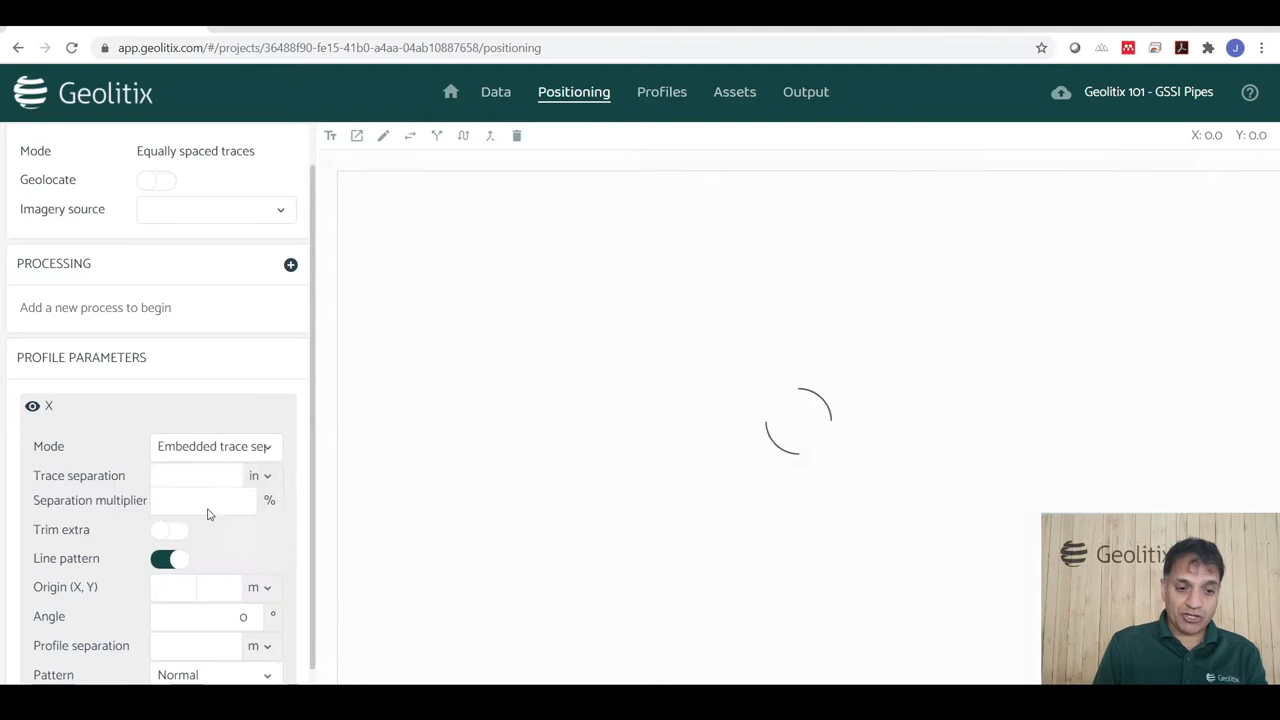 app.geolitix.com/#/projects/36488f90-fe15-41b0-a4aa-04ab10887658/positioning
J
Geolitix
Data
Positioning
Profiles
Assets
Output
Geolitix 101 - GSSI Pipes
X: 0.0 Y: 0.0
Mode Equally spaced traces
Geolocate
Imagery source
PROCESSING
Add a new process to begin
PROFILE PARAMETERS
X
Mode Embedded trace sep
Trace separation in
Separation multiplier %
Trim extra
Line pattern
Origin (X, Y) m
Angle 0 °
Profile separation m
Pattern Normal
Geolitix
Geolitix